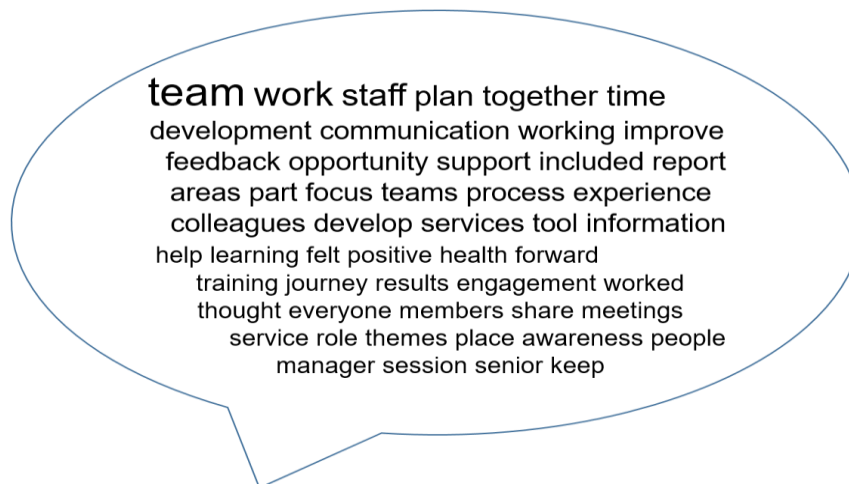 team work staff plan together time
development communication working improve
feedback opportunity support included report
areas part focus teams process experience
colleagues develop services tool information
help learning felt positive health forward
training journey results engagement worked
thought everyone members share meetings
service role themes place awareness people
manager session senior keep